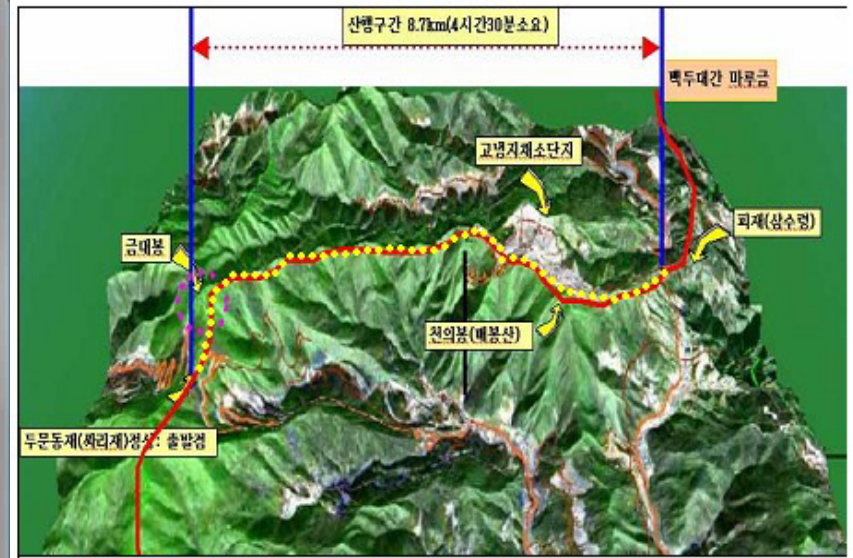 산행구간 8.7km(4시간30분소요)
백두대간 마루금
고냉지채소단지
피재(삼수령)
금대봉
천의봉(매봉산)
두문동재(싸리재)정상: 출발점